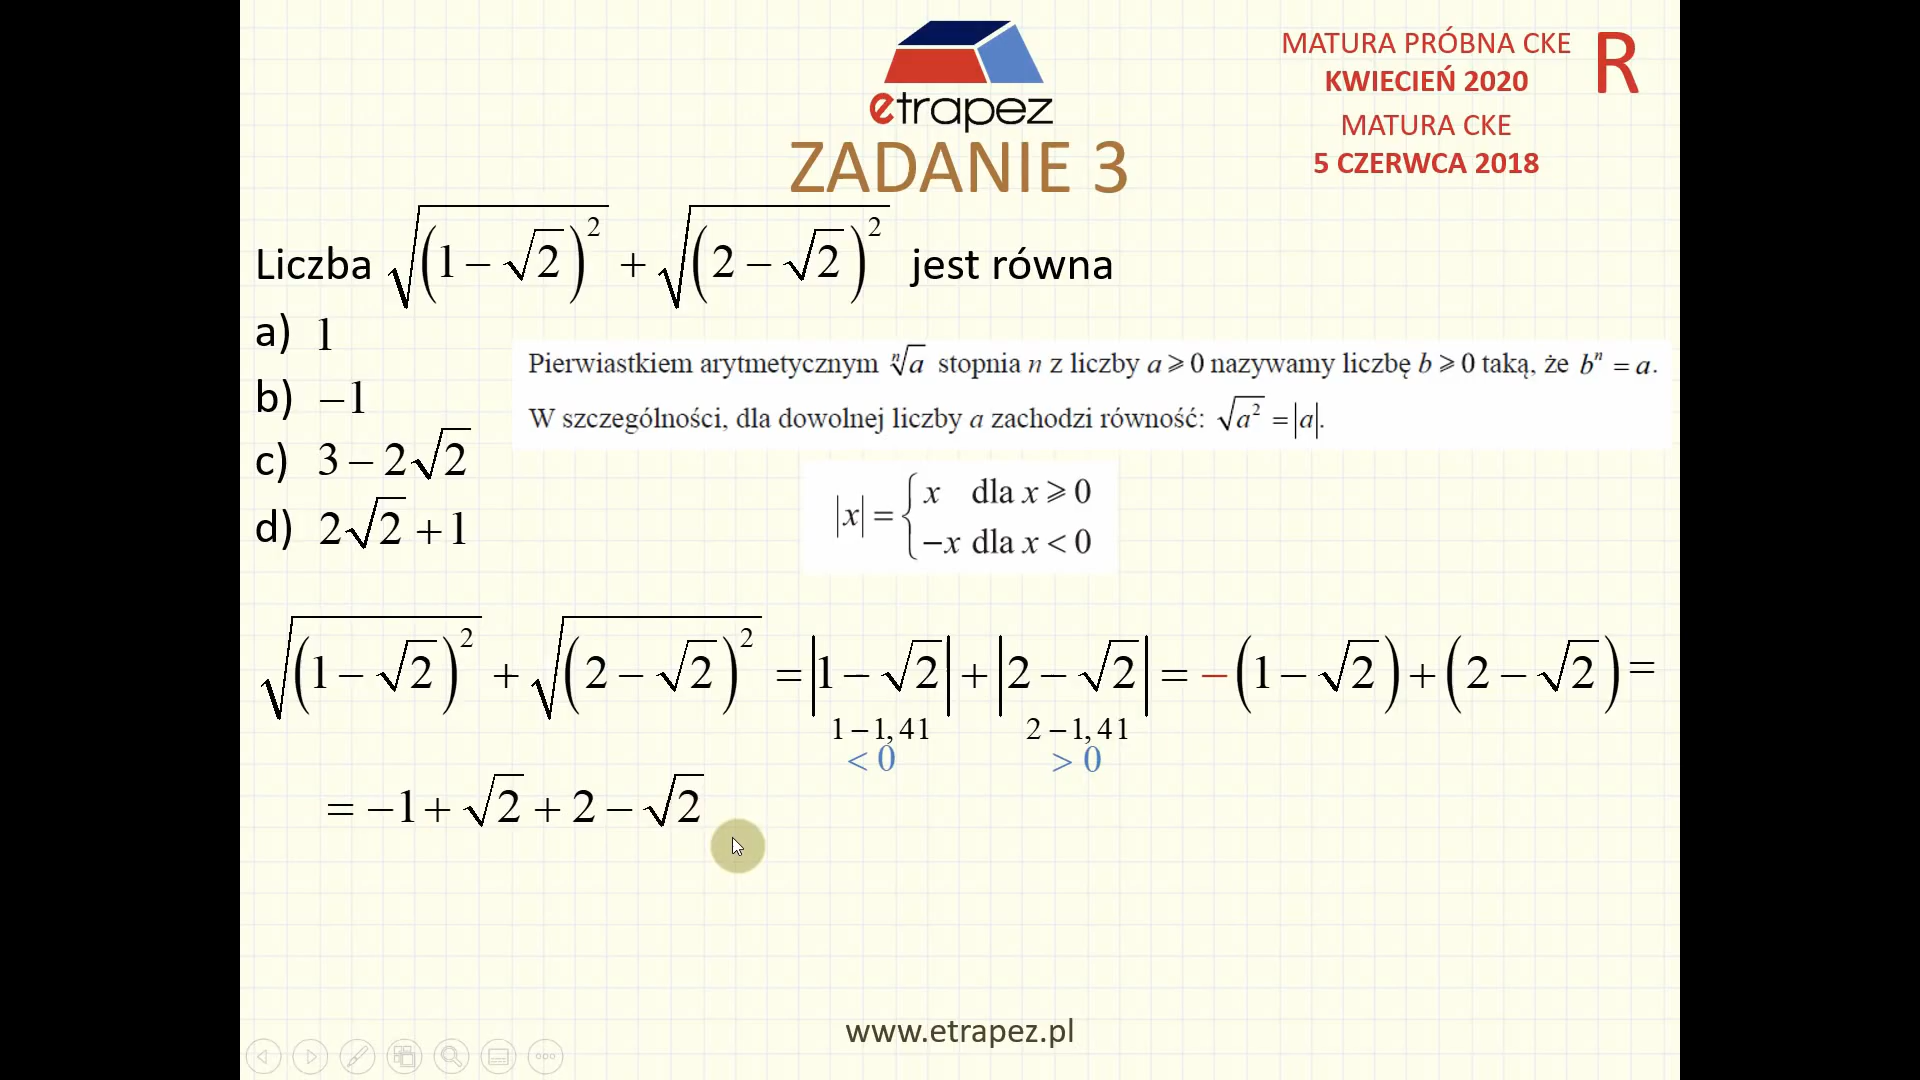 etrapez
MATURA PRÓBNA CKE
KWIECIEŃ 2020
R
MATURA CKE
5 CZERWCA 2018
ZADANIE 3
Liczba √(1 − √2)² + √(2 − √2)² jest równa
a) 1
b) −1
c) 3 − 2√2
d) 2√2 + 1
Pierwiastkiem arytmetycznym ⁿ√a stopnia n z liczby a ⩾ 0 nazywamy liczbę b ⩾ 0 taką, że bⁿ = a.
W szczególności, dla dowolnej liczby a zachodzi równość: √a² = |a|.
|x| = { x dla x ⩾ 0
−x dla x < 0
√(1 − √2)² + √(2 − √2)² = |1 − √2| + |2 − √2| = −(1 − √2) + (2 − √2) =
1 − 1,41 2 − 1,41
< 0 > 0
= −1 + √2 + 2 − √2
www.etrapez.pl